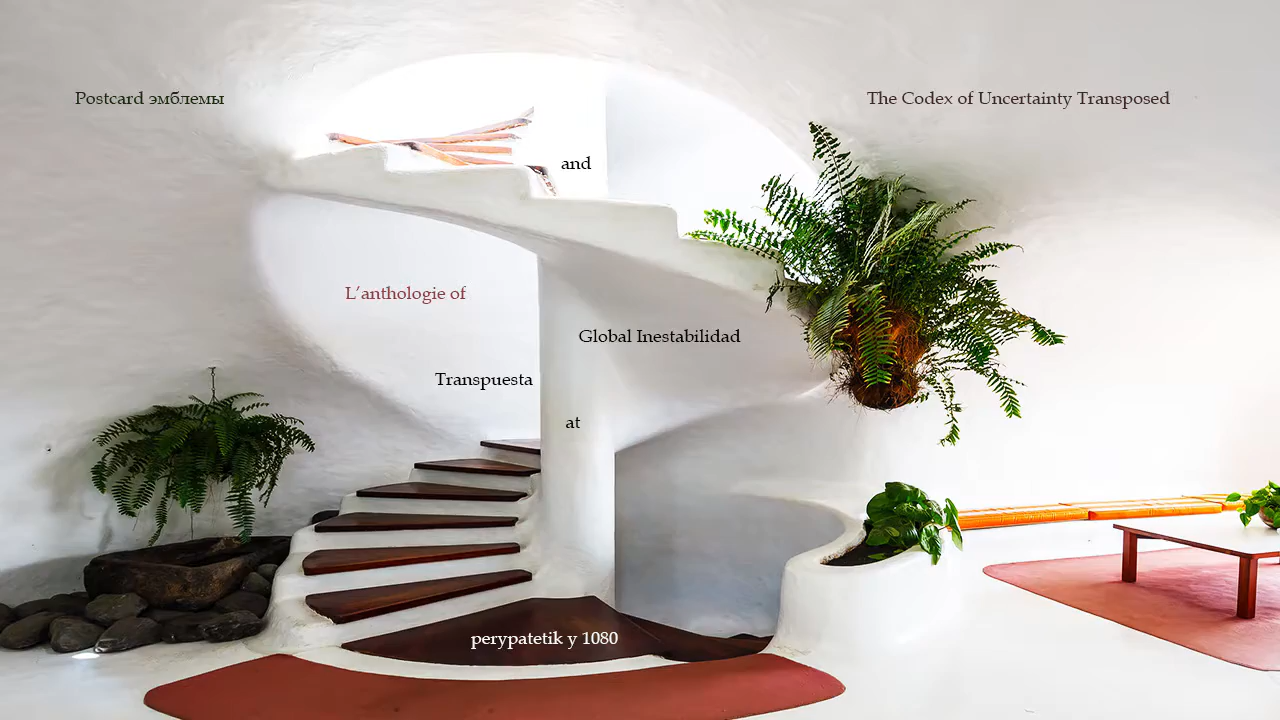 Postcard эмблемы
The Codex of Uncertainty Transposed
and
L’anthologie of
Global Inestabilidad
Transpuesta
at
perypatetik y 1080